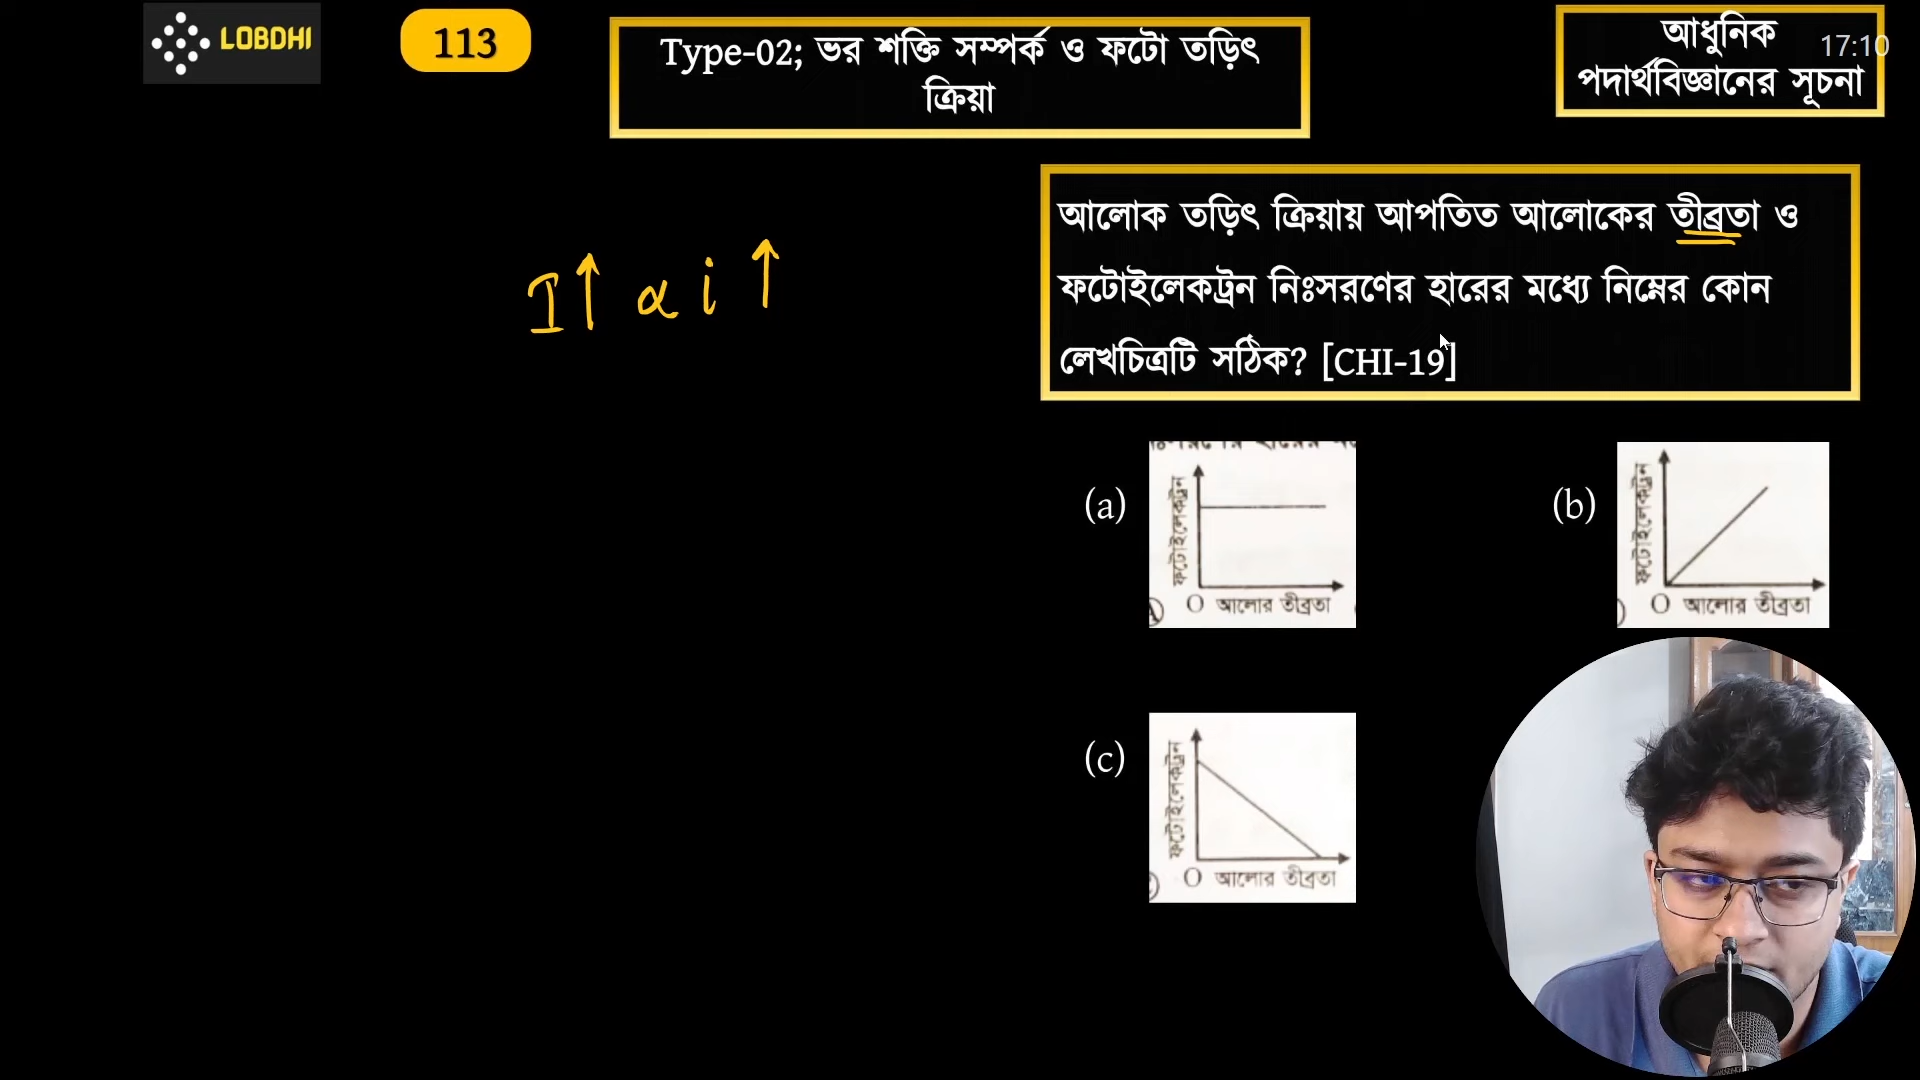 LOBDHI
113
Type-02; ভর শক্তি সম্পর্ক ও ফটো তড়িৎ
ক্রিয়া
আধুনিক
পদার্থবিজ্ঞানের সূচনা
17:10
I↑ α i ↑
আলোক তড়িৎ ক্রিয়ায় আপতিত আলোকের তীব্রতা ও
ফটোইলেকট্রন নিঃসরণের হারের মধ্যে নিম্নের কোন
লেখচিত্রটি সঠিক? [CHI-19]
(a)
ফটোইলেকট্রন
O আলোর তীব্রতা
(b)
ফটোইলেকট্রন
O আলোর তীব্রতা
(c)
ফটোইলেকট্রন
O আলোর তীব্রতা